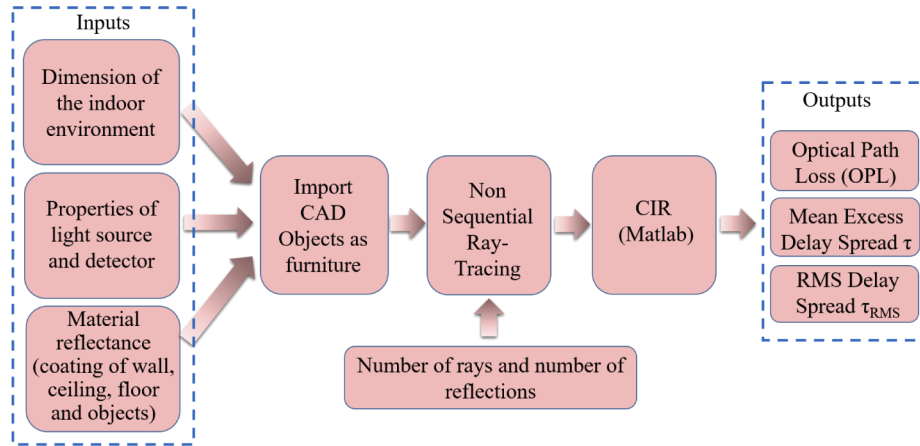 Inputs
Dimension of
the indoor
environment
Properties of
light source
and detector
Material
reflectance
(coating of wall,
ceiling, floor
and objects)
Import
CAD
Objects as
furniture
Non
Sequential
Ray-
Tracing
Number of rays and number of
reflections
CIR
(Matlab)
Outputs
Optical Path
Loss (OPL)
Mean Excess
Delay Spread τ
RMS Delay
Spread τRMS